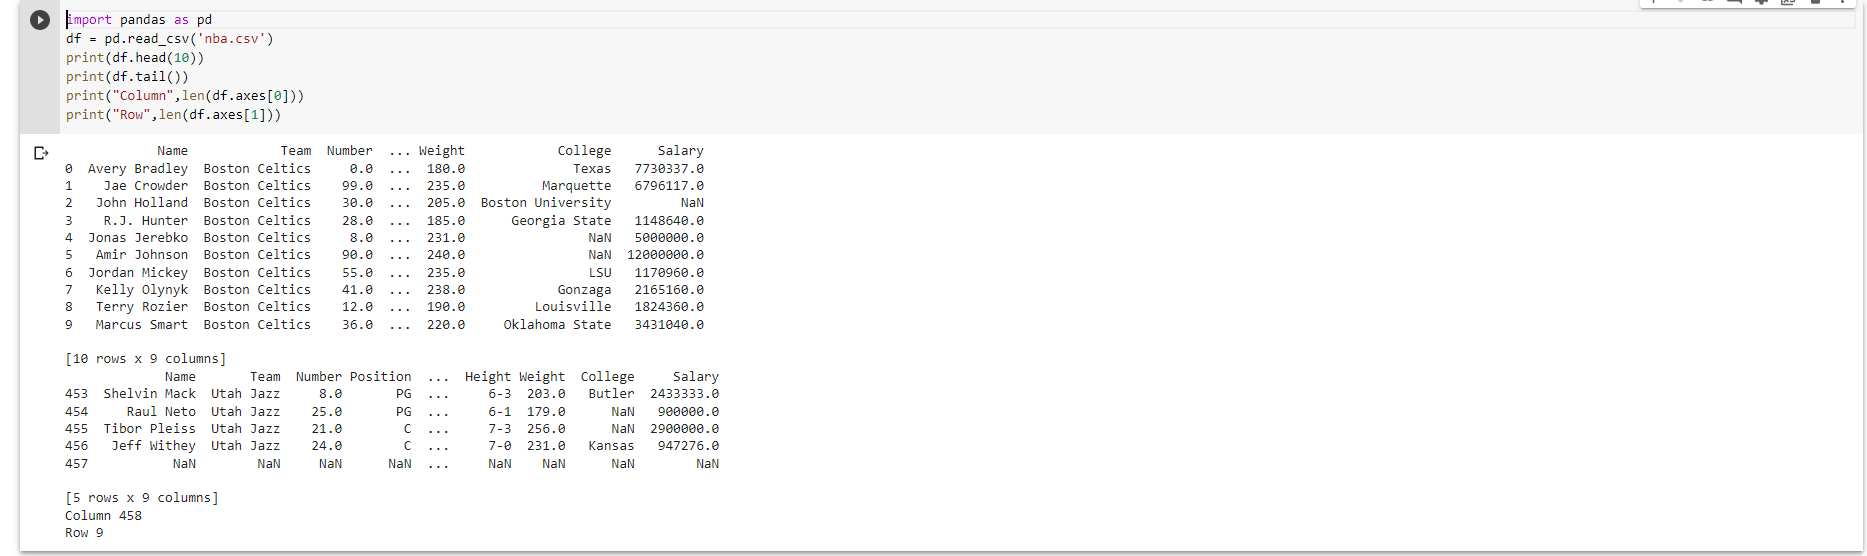 import pandas as pd
df = pd.read_csv('nba.csv')
print(df.head(10))
print(df.tail())
print("Column",len(df.axes[0]))
print("Row",len(df.axes[1]))
Name Team Number ... Weight College Salary
0 Avery Bradley Boston Celtics 0.0 ... 180.0 Texas 7730337.0
1 Jae Crowder Boston Celtics 99.0 ... 235.0 Marquette 6796117.0
2 John Holland Boston Celtics 30.0 ... 205.0 Boston University NaN
3 R.J. Hunter Boston Celtics 28.0 ... 185.0 Georgia State 1148640.0
4 Jonas Jerebko Boston Celtics 8.0 ... 231.0 NaN 5000000.0
5 Amir Johnson Boston Celtics 90.0 ... 240.0 NaN 12000000.0
6 Jordan Mickey Boston Celtics 55.0 ... 235.0 LSU 1170960.0
7 Kelly Olynyk Boston Celtics 41.0 ... 238.0 Gonzaga 2165160.0
8 Terry Rozier Boston Celtics 12.0 ... 190.0 Louisville 1824360.0
9 Marcus Smart Boston Celtics 36.0 ... 220.0 Oklahoma State 3431040.0
[10 rows x 9 columns]
Name Team Number Position ... Height Weight College Salary
453 Shelvin Mack Utah Jazz 8.0 PG ... 6-3 203.0 Butler 2433333.0
454 Raul Neto Utah Jazz 25.0 PG ... 6-1 179.0 NaN 900000.0
455 Tibor Pleiss Utah Jazz 21.0 C ... 7-3 256.0 NaN 2900000.0
456 Jeff Withey Utah Jazz 24.0 C ... 7-0 231.0 Kansas 947276.0
457 NaN NaN NaN NaN ... NaN NaN NaN NaN
[5 rows x 9 columns]
Column 458
Row 9